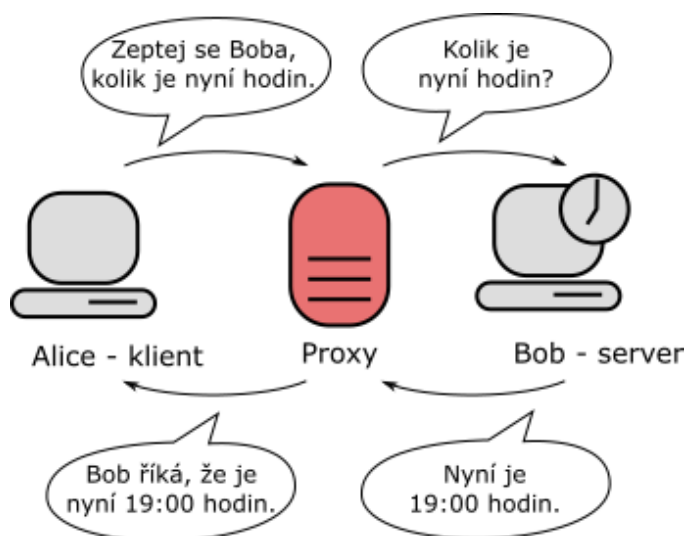 Zeptej se Boba,
kolik je nyní hodin.
Kolik je
nyní hodin?
Alice - klient
Proxy
Bob - server
Bob říká, že je
nyní 19:00 hodin.
Nyní je
19:00 hodin.